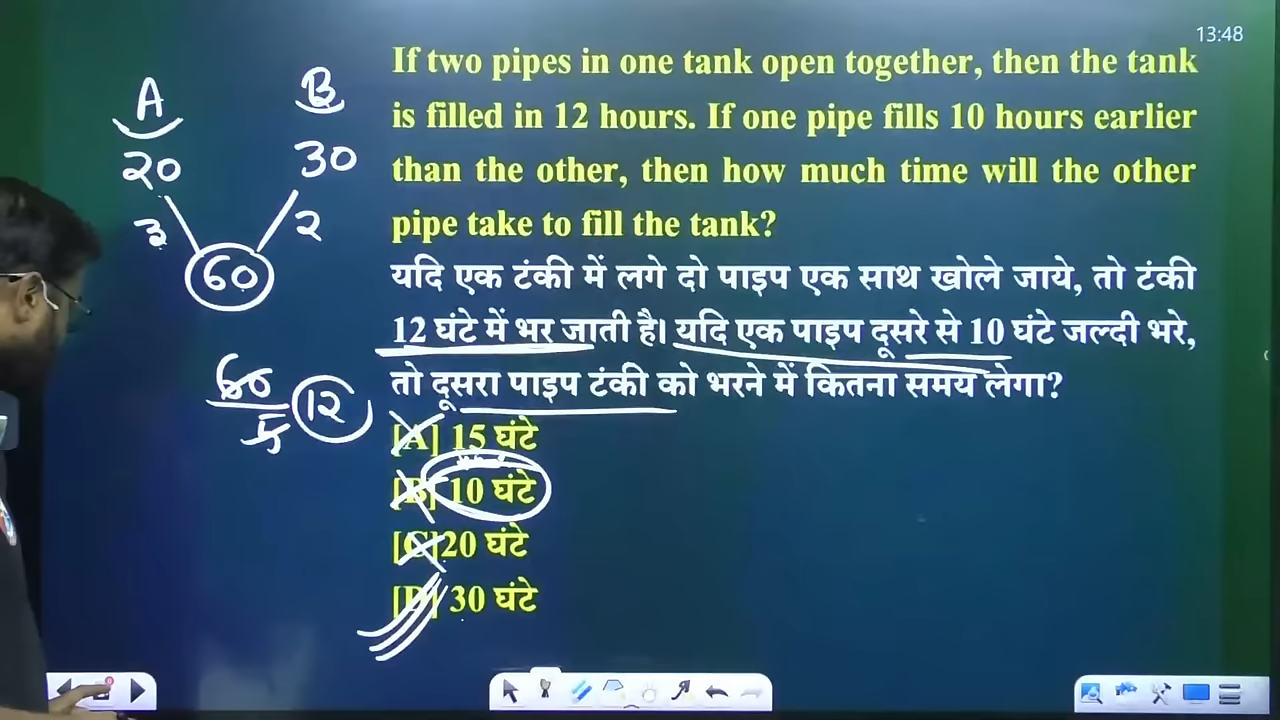 13:48
If two pipes in one tank open together, then the tank
is filled in 12 hours. If one pipe fills 10 hours earlier
than the other, then how much time will the other
pipe take to fill the tank?
यदि एक टंकी में लगे दो पाइप एक साथ खोले जाये, तो टंकी
12 घंटे में भर जाती है। यदि एक पाइप दूसरे से 10 घंटे जल्दी भरे,
तो दूसरा पाइप टंकी को भरने में कितना समय लेगा?
[A] 15 घंटे
[B] 10 घंटे
[C] 20 घंटे
[D] 30 घंटे
A B
20 30
3 2
60
60
5
12